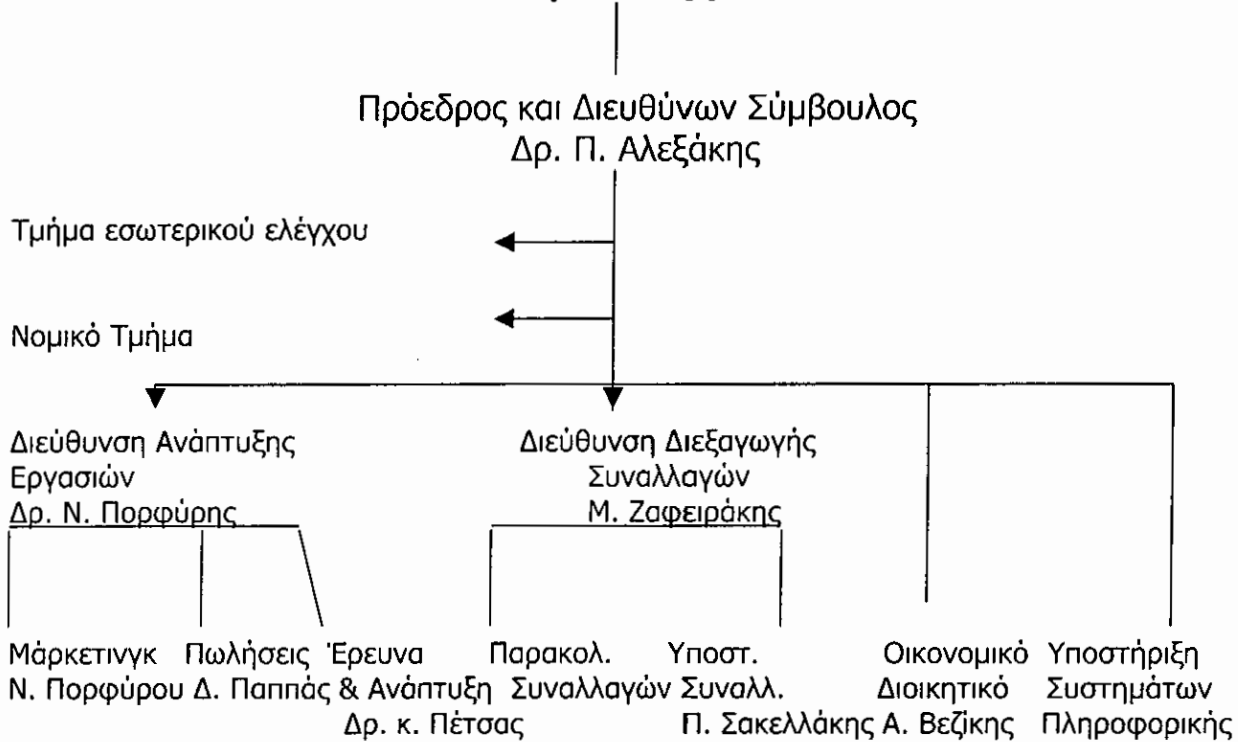 Πρόεδρος και Διευθύνων Σύμβουλος
Δρ. Π. Αλεξάκης
Τμήμα εσωτερικού ελέγχου
Νομικό Τμήμα
Διεύθυνση Ανάπτυξης
Εργασιών
Δρ. Ν. Πορφύρης
Διεύθυνση Διεξαγωγής
Συναλλαγών
Μ. Ζαφειράκης
Μάρκετινγκ Πωλήσεις Έρευνα Παρακολ. Υποστ. Οικονομικό Υποστήριξη
Ν. Πορφύρου Δ. Παππάς & Ανάπτυξη Συναλλαγών Συναλλ. Διοικητικό Συστημάτων
Δρ. κ. Πέτσας Π. Σακελλάκης Α. Βεζίκης Πληροφορικής